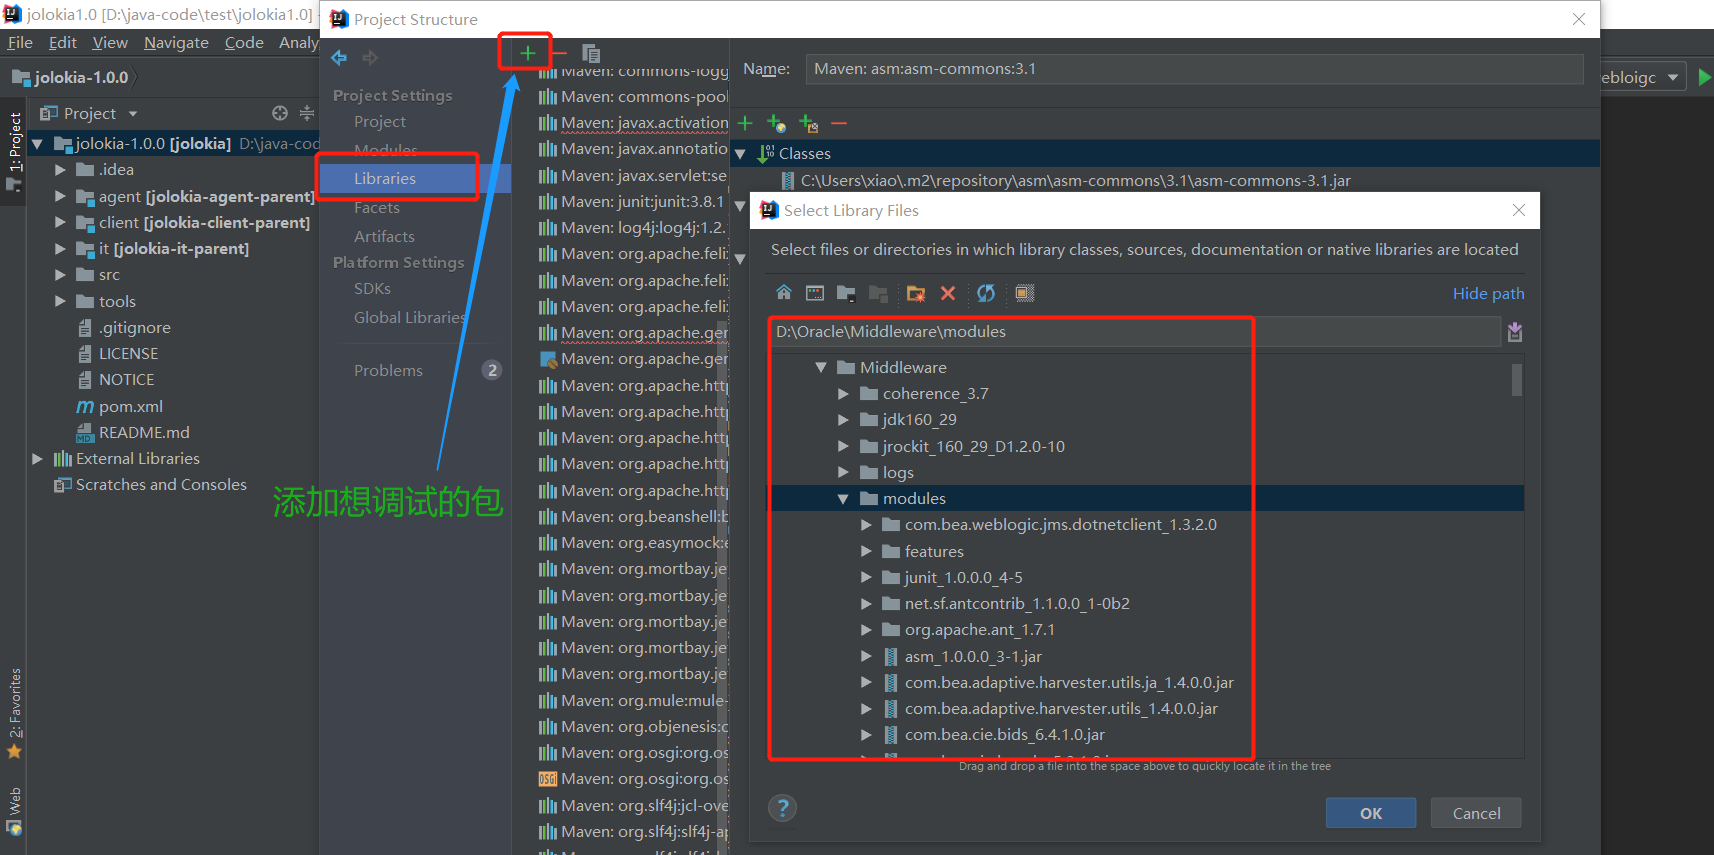 jolokia1.0 [D:\java-code\test\jolokia1.0]
File Edit View Navigate Code Analy
jolokia-1.0.0
Project
1: Project
jolokia-1.0.0 [jolokia] D:\java-cod
.idea
agent [jolokia-agent-parent]
client [jolokia-client-parent]
it [jolokia-it-parent]
src
tools
.gitignore
LICENSE
NOTICE
pom.xml
README.md
External Libraries
Scratches and Consoles
2: Favorites
Web
Project Structure
Project Settings
Project
Modules
Libraries
Facets
Artifacts
Platform Settings
SDKs
Global Libraries
Problems 2
添加想调试的包
Maven: commons-logg
Maven: commons-pool
Maven: javax.activation
Maven: javax.annotatio
Maven: javax.servlet:se
Maven: junit:junit:3.8.1
Maven: log4j:log4j:1.2.
Maven: org.apache.felix
Maven: org.apache.felix
Maven: org.apache.felix
Maven: org.apache.ger
Maven: org.apache.ger
Maven: org.apache.http
Maven: org.apache.http
Maven: org.apache.http
Maven: org.apache.http
Maven: org.apache.http
Maven: org.beanshell:b
Maven: org.easymock:e
Maven: org.mortbay.je
Maven: org.mortbay.je
Maven: org.mortbay.je
Maven: org.mortbay.je
Maven: org.mortbay.je
Maven: org.mule:mule-
Maven: org.objenesis:o
Maven: org.osgi:org.os
OSGi Maven: org.osgi:org.os
Maven: org.slf4j:jcl-ove
Maven: org.slf4j:slf4j-ap
Name: Maven: asm:asm-commons:3.1
ebloigc
Classes
C:\Users\xiao\.m2\repository\asm\asm-commons\3.1\asm-commons-3.1.jar
Select Library Files
Select files or directories in which library classes, sources, documentation or native libraries are located
Hide path
D:\Oracle\Middleware\modules
Middleware
coherence_3.7
jdk160_29
jrockit_160_29_D1.2.0-10
logs
modules
com.bea.weblogic.jms.dotnetclient_1.3.2.0
features
junit_1.0.0.0_4-5
net.sf.antcontrib_1.1.0.0_1-0b2
org.apache.ant_1.7.1
asm_1.0.0.0_3-1.jar
com.bea.adaptive.harvester.utils.ja_1.4.0.0.jar
com.bea.adaptive.harvester.utils_1.4.0.0.jar
com.bea.cie.bids_6.4.1.0.jar
Drag and drop a file into the space above to quickly locate it in the tree
? OK Cancel